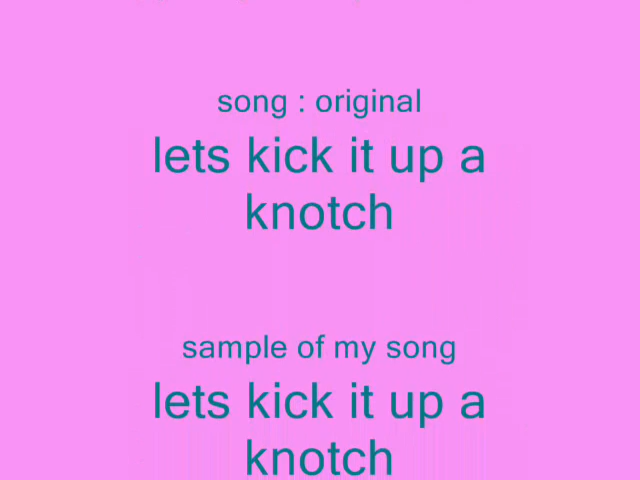 song : original
lets kick it up a
knotch
sample of my song
lets kick it up a
knotch